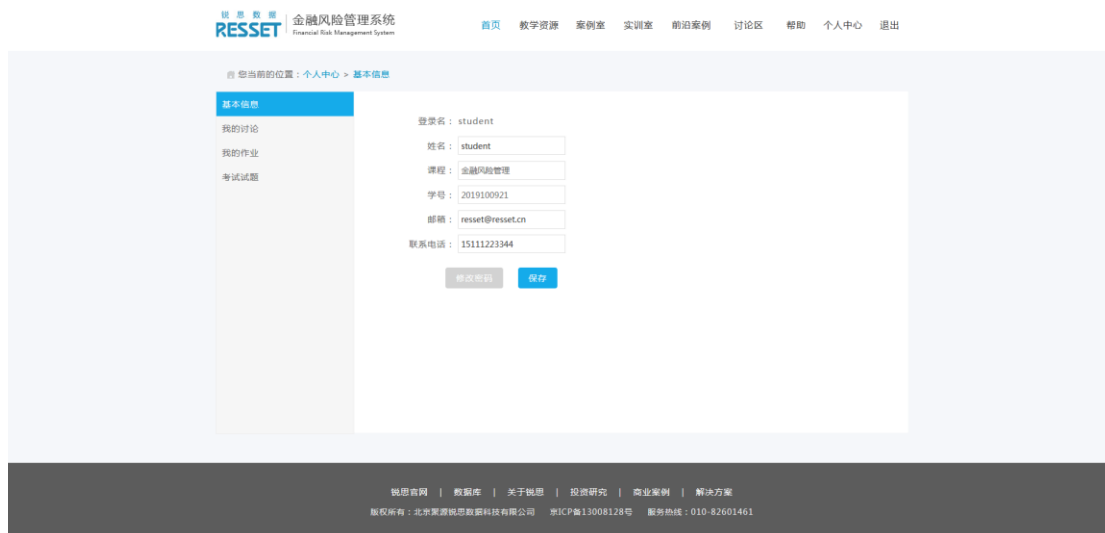 锐思数据
RESSET
金融风险管理系统
Financial Risk Management System
首页 教学资源 案例室 实训室 前沿案例 讨论区 帮助 个人中心 退出
您当前的位置：个人中心 > 基本信息
基本信息
我的讨论
我的作业
考试试题
登录名： student
姓名： student
课程： 金融风险管理
学号： 2019100921
邮箱： resset@resset.cn
联系电话： 15111223344
修改密码 保存
锐思官网 | 数据库 | 关于锐思 | 投资研究 | 商业案例 | 解决方案
版权所有：北京聚源锐思数据科技有限公司 京ICP备13008128号 服务热线：010-82601461